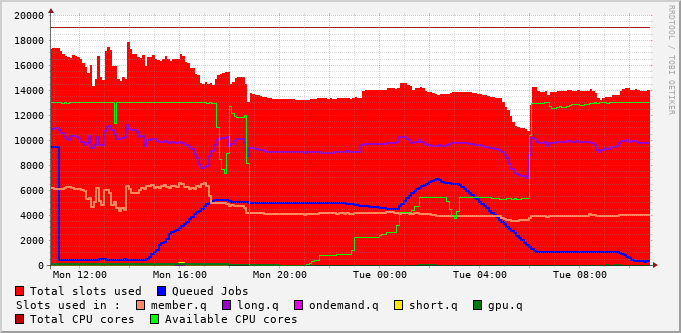 20000
18000
16000
14000
12000
10000
8000
6000
4000
2000
0
Mon 12:00 Mon 16:00 Mon 20:00 Tue 00:00 Tue 04:00 Tue 08:00
Total slots used Queued Jobs
Slots used in : member.q long.q ondemand.q short.q gpu.q
Total CPU cores Available CPU cores
RRDTOOL / TOBI OETIKER